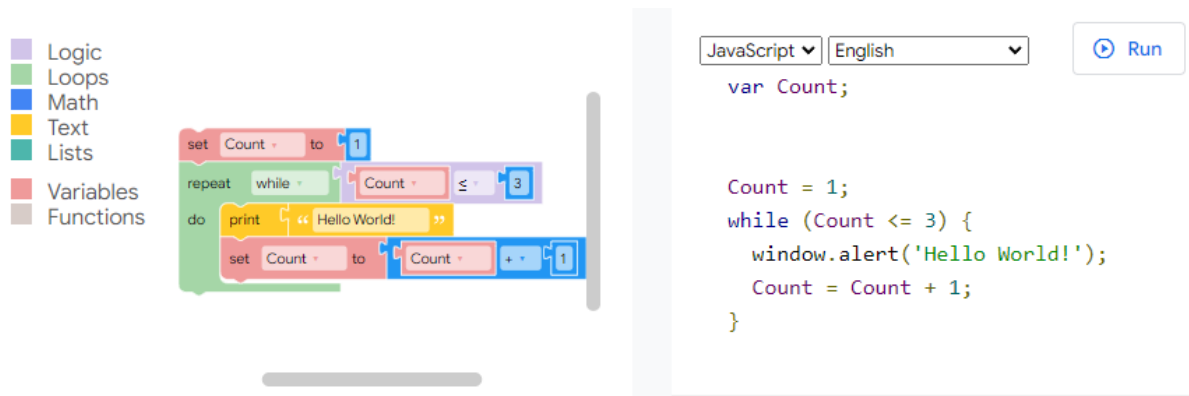 Logic
Loops
Math
Text
Lists
Variables
Functions
set Count to 1
repeat while Count ≤ 3
do print “ Hello World! ”
set Count to Count + 1
JavaScript English Run
var Count;
Count = 1;
while (Count <= 3) {
  window.alert('Hello World!');
  Count = Count + 1;
}